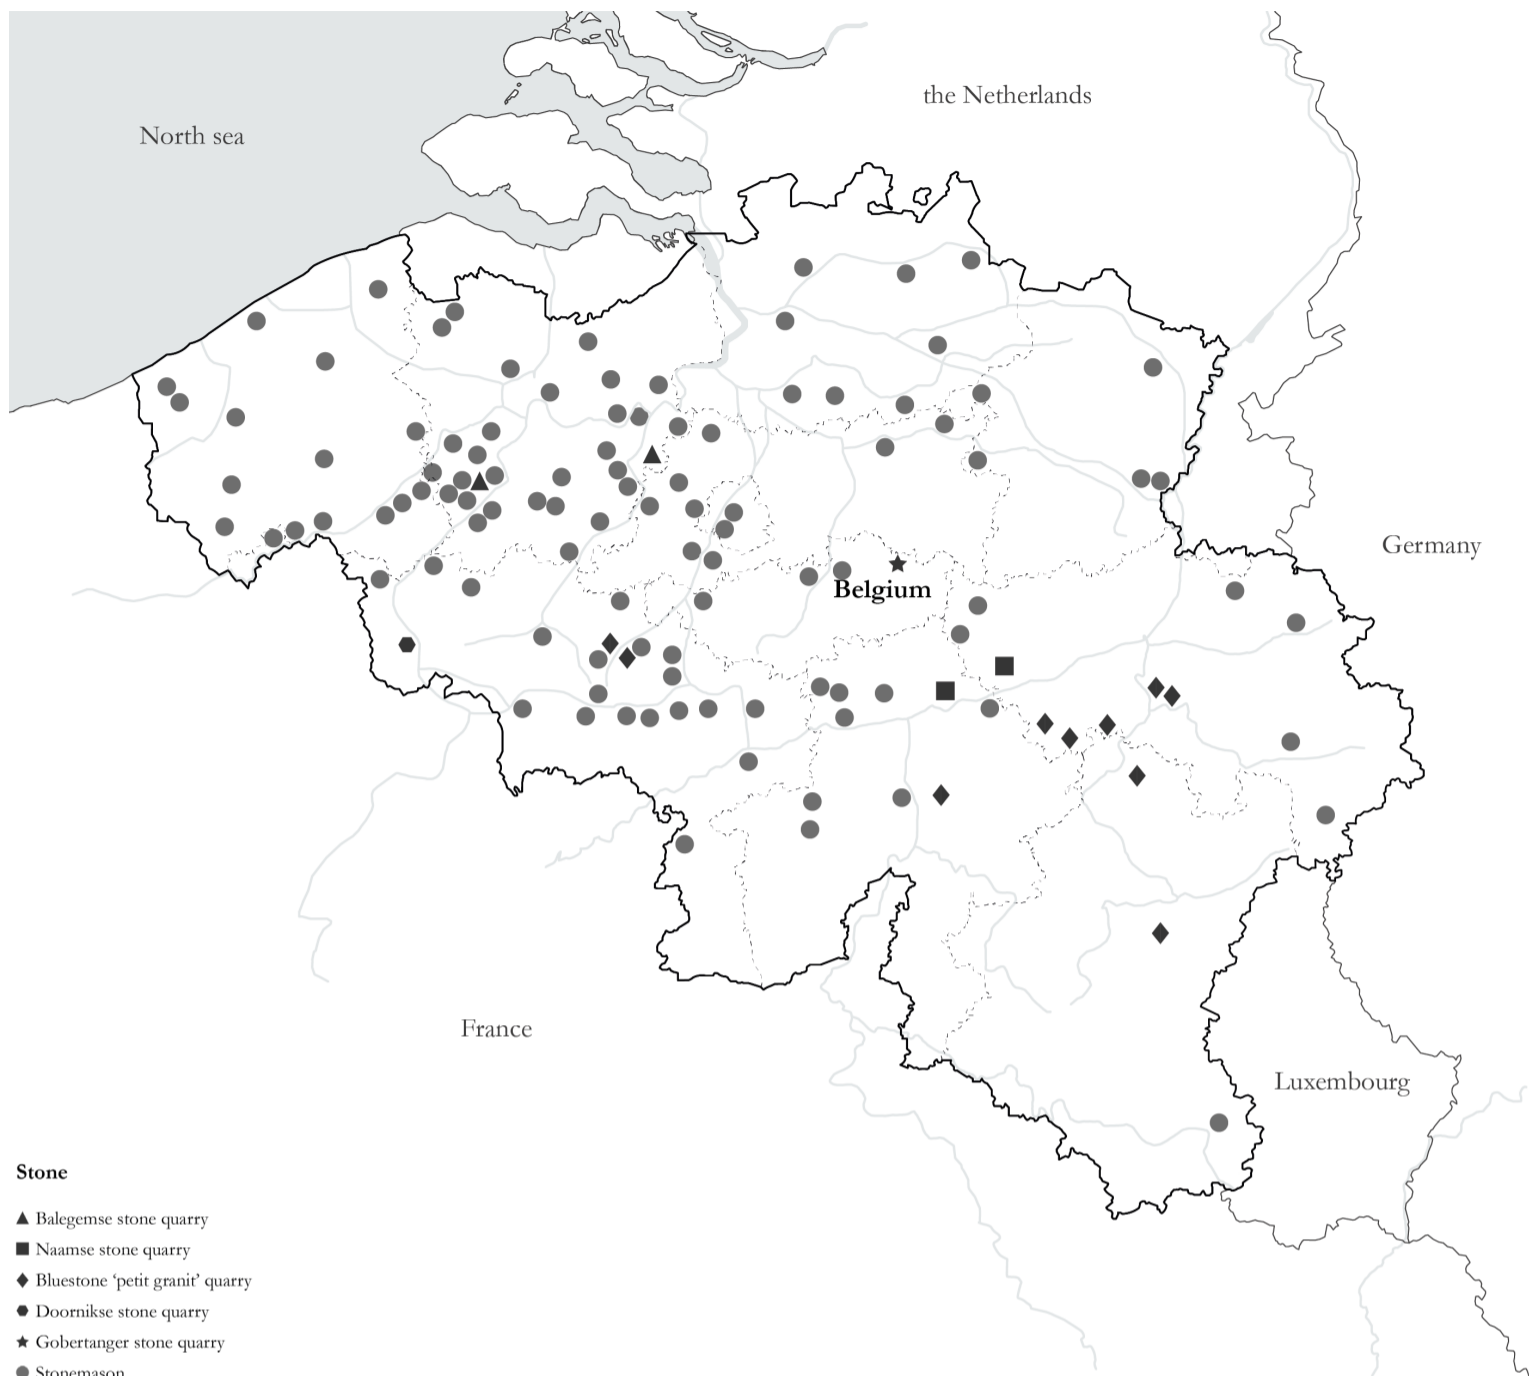 the Netherlands
North sea
Germany
Belgium
France
Luxembourg
Stone
Balegemse stone quarry
Naamse stone quarry
Bluestone ‘petit granit’ quarry
Doornikse stone quarry
Gobertanger stone quarry
Stonemason